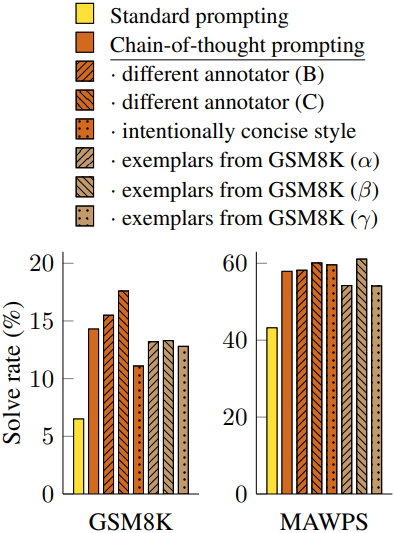 Standard prompting
Chain-of-thought prompting
· different annotator (B)
· different annotator (C)
· intentionally concise style
· exemplars from GSM8K (α)
· exemplars from GSM8K (β)
· exemplars from GSM8K (γ)
Solve rate (%)
20
15
10
5
0
GSM8K
60
40
20
0
MAWPS